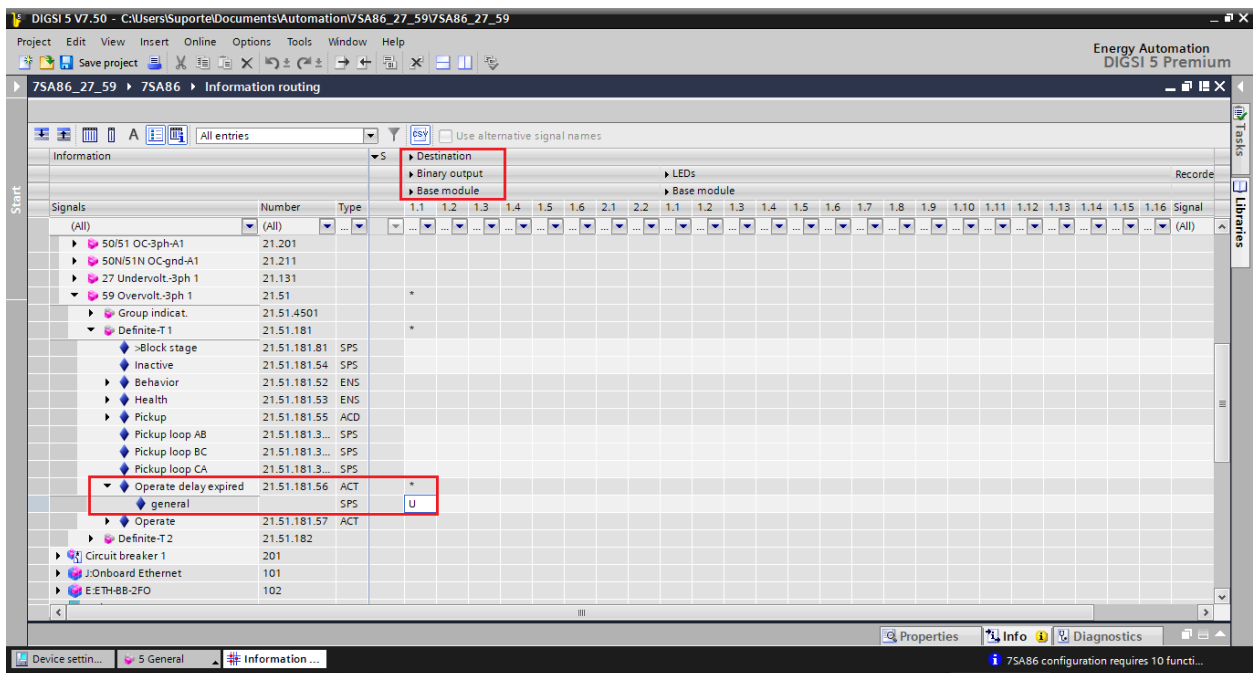 DIGSI 5 V7.50 - C:\Users\Suporte\Documents\Automation\7SA86_27_59\7SA86_27_59
Project Edit View Insert Online Options Tools Window Help
Energy Automation
DIGSI 5 Premium
Save project
7SA86_27_59 7SA86 Information routing
A All entries CSV Use alternative signal names
Information S Destination
Binary output LEDs Recorde
Base module Base module
Signals Number Type 1.1 1.2 1.3 1.4 1.5 1.6 2.1 2.2 1.1 1.2 1.3 1.4 1.5 1.6 1.7 1.8 1.9 1.10 1.11 1.12 1.13 1.14 1.15 1.16 Signal
(All) (All) ... ... ... ... ... ... ... ... ... ... ... ... ... ... ... ... ... ... ... ... ... ... ... ... ... (All)
50/51 OC-3ph-A1 21.201
50N/51N OC-gnd-A1 21.211
27 Undervolt.-3ph 1 21.131
59 Overvolt.-3ph 1 21.51 *
Group indicat. 21.51.4501
Definite-T 1 21.51.181 *
>Block stage 21.51.181.81 SPS
Inactive 21.51.181.54 SPS
Behavior 21.51.181.52 ENS
Health 21.51.181.53 ENS
Pickup 21.51.181.55 ACD
Pickup loop AB 21.51.181.3... SPS
Pickup loop BC 21.51.181.3... SPS
Pickup loop CA 21.51.181.3... SPS
Operate delay expired 21.51.181.56 ACT *
general SPS U
Operate 21.51.181.57 ACT
Definite-T 2 21.51.182
Circuit breaker 1 201
J:Onboard Ethernet 101
E:ETH-BB-2FO 102
Start
Tasks
Libraries
Properties Info Diagnostics
Device settin... 5 General Information ... 7SA86 configuration requires 10 functi...